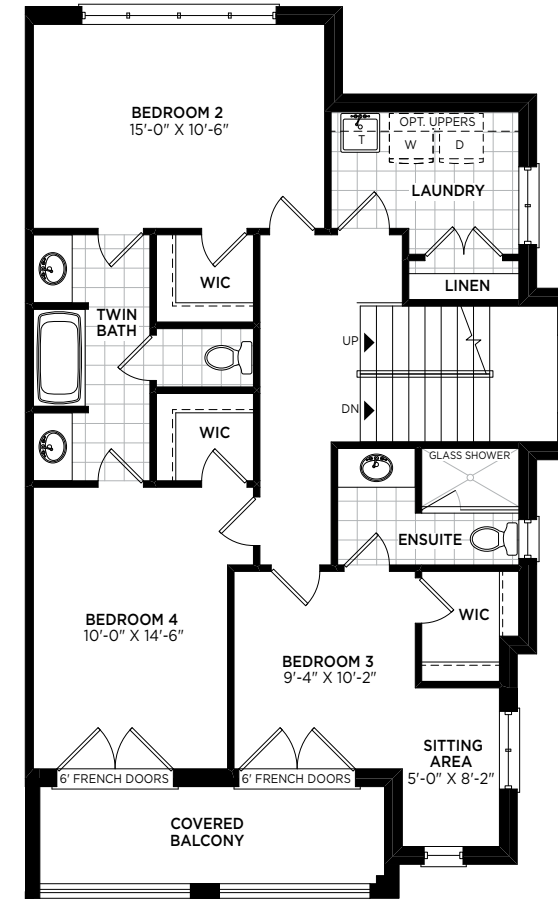 BEDROOM 2
15'-0" X 10'-6"
OPT. UPPERS
T
W
D
LAUNDRY
LINEN
WIC
TWIN
BATH
UP
DN
WIC
GLASS SHOWER
ENSUITE
BEDROOM 4
10'-0" X 14'-6"
WIC
BEDROOM 3
9'-4" X 10'-2"
SITTING
AREA
5'-0" X 8'-2"
6' FRENCH DOORS
6' FRENCH DOORS
COVERED
BALCONY